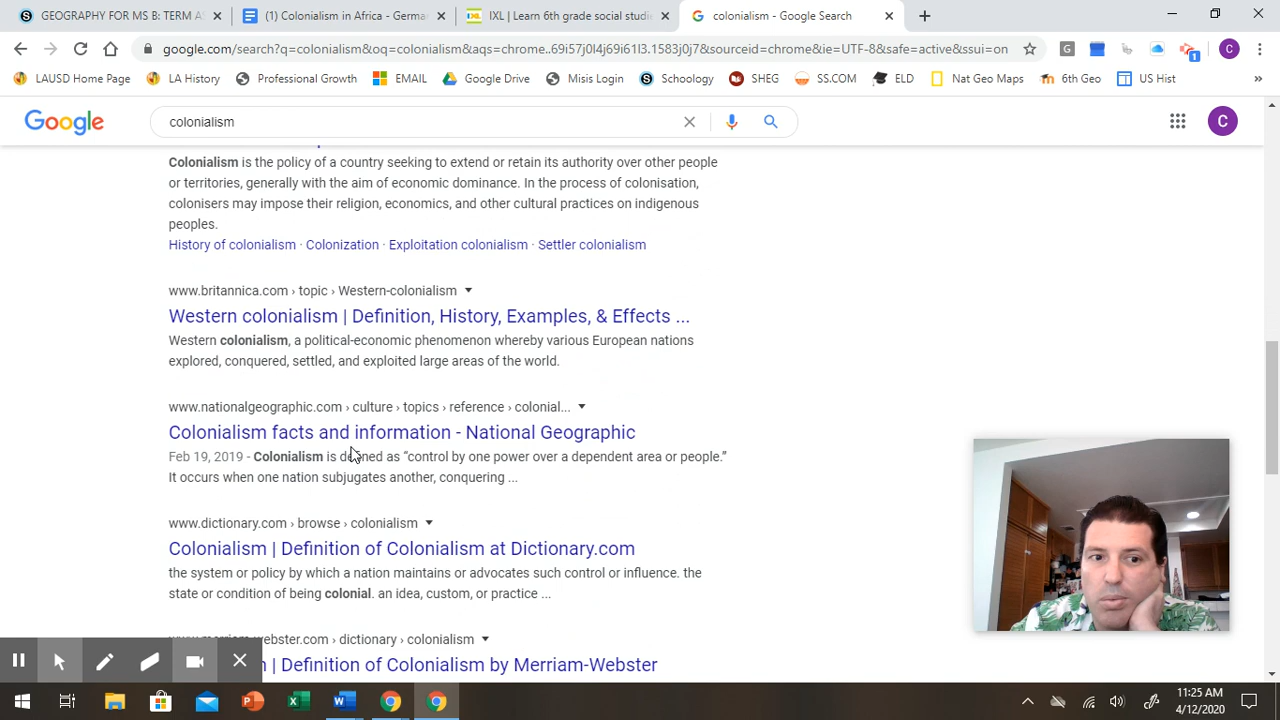 GEOGRAPHY FOR MS B: TERM A
(1) Colonialism in Africa - Germa
IXL | Learn 6th grade social studi
colonialism - Google Search
google.com/search?q=colonialism&oq=colonialism&aqs=chrome..69i57j0l4j69i61l3.1583j0j7&sourceid=chrome&ie=UTF-8&safe=active&ssui=on
C
1
LAUSD Home Page
LA History
Professional Growth
EMAIL
Google Drive
Misis Login
Schoology
SHEG
SS.COM
ELD
Nat Geo Maps
6th Geo
US Hist
Google
colonialism
C
Colonialism is the policy of a country seeking to extend or retain its authority over other people
or territories, generally with the aim of economic dominance. In the process of colonisation,
colonisers may impose their religion, economics, and other cultural practices on indigenous
peoples.
History of colonialism · Colonization · Exploitation colonialism · Settler colonialism
www.britannica.com › topic › Western-colonialism
Western colonialism | Definition, History, Examples, & Effects ...
Western colonialism, a political-economic phenomenon whereby various European nations
explored, conquered, settled, and exploited large areas of the world.
www.nationalgeographic.com › culture › topics › reference › colonial...
Colonialism facts and information - National Geographic
Feb 19, 2019 - Colonialism is defined as “control by one power over a dependent area or people.”
It occurs when one nation subjugates another, conquering ...
www.dictionary.com › browse › colonialism
Colonialism | Definition of Colonialism at Dictionary.com
the system or policy by which a nation maintains or advocates such control or influence. the
state or condition of being colonial. an idea, custom, or practice ...
www.merriam-webster.com › dictionary › colonialism
| Definition of Colonialism by Merriam-Webster
11:25 AM
4/12/2020